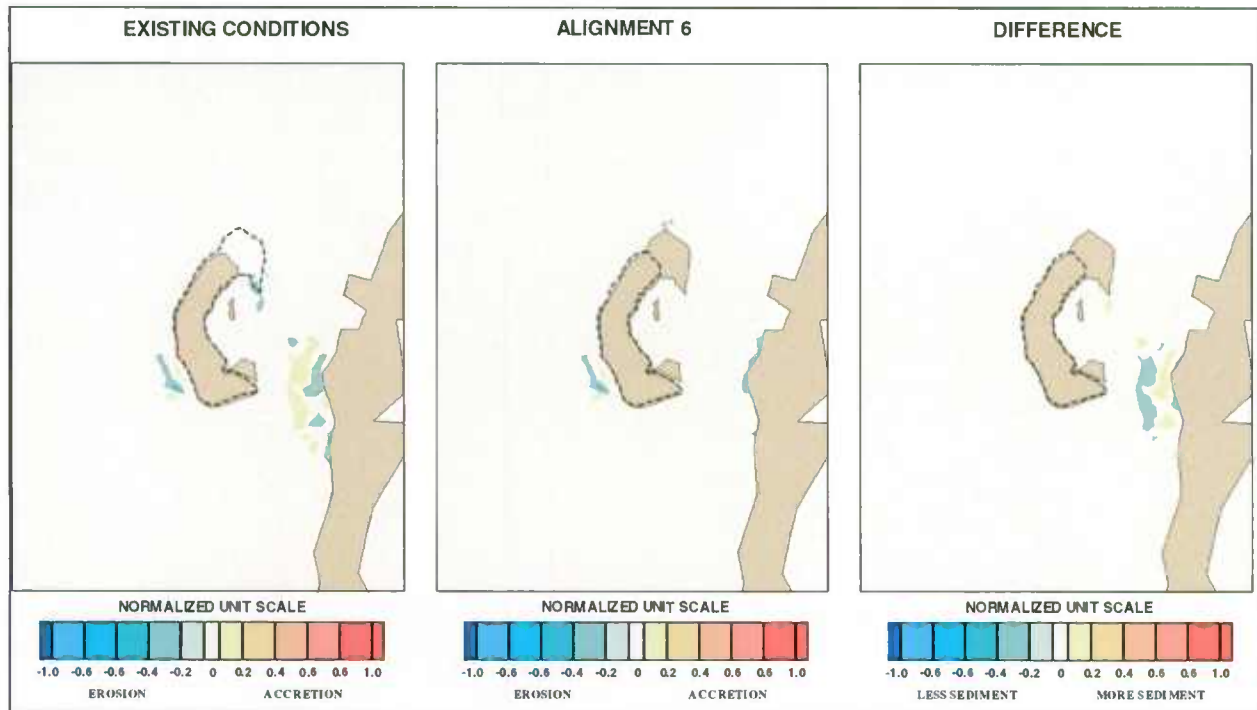 EXISTING CONDITIONS
ALIGNMENT 6
DIFFERENCE
NORMALIZED UNIT SCALE
-1.0 -0.6 -0.6 -0.4 -0.2 0 0.2 0.4 0.6 0.8 1.0
EROSION ACCRETION
NORMALIZED UNIT SCALE
-1.0 -0.6 -0.6 -0.4 -0.2 0 0.2 0.4 0.6 0.8 1.0
EROSION ACCRETION
NORMALIZED UNIT SCALE
-1.0 -0.8 -0.6 -0.4 -0.2 0 0.2 0.4 0.6 0.8 1.0
LESS SEDIMENT MORE SEDIMENT